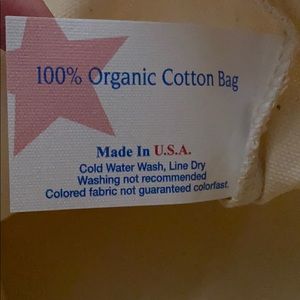 100% Organic Cotton Bag
Made In U.S.A.
Cold Water Wash, Line Dry
Washing not recommended
Colored fabric not guaranteed colorfast.